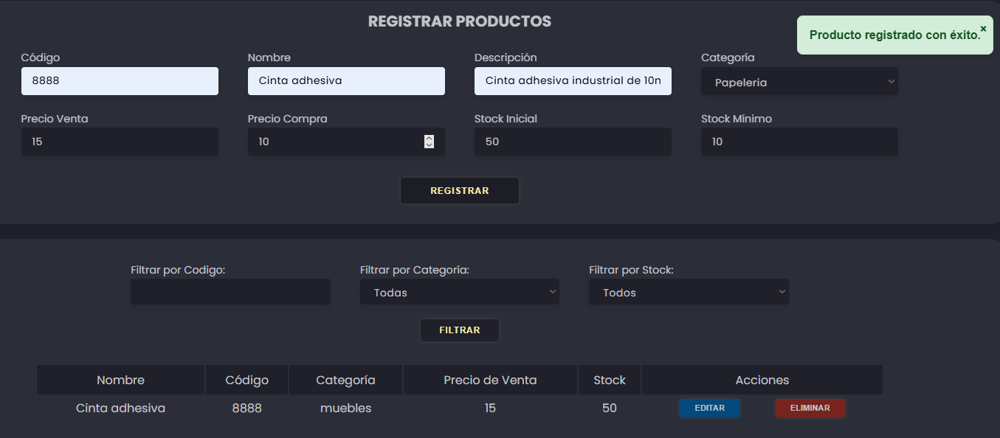 REGISTRAR PRODUCTOS
Producto registrado con éxito.×
Código Nombre Descripción Categoría
8888 Cinta adhesiva Cinta adhesiva industrial de 10n Papeleria
Precio Venta Precio Compra Stock Inicial Stock Mínimo
15 10 50 10
REGISTRAR
Filtrar por Codigo: Filtrar por Categoría: Filtrar por Stock:
Todas Todos
FILTRAR
Nombre Código Categoría Precio de Venta Stock Acciones
Cinta adhesiva 8888 muebles 15 50 EDITAR ELIMINAR